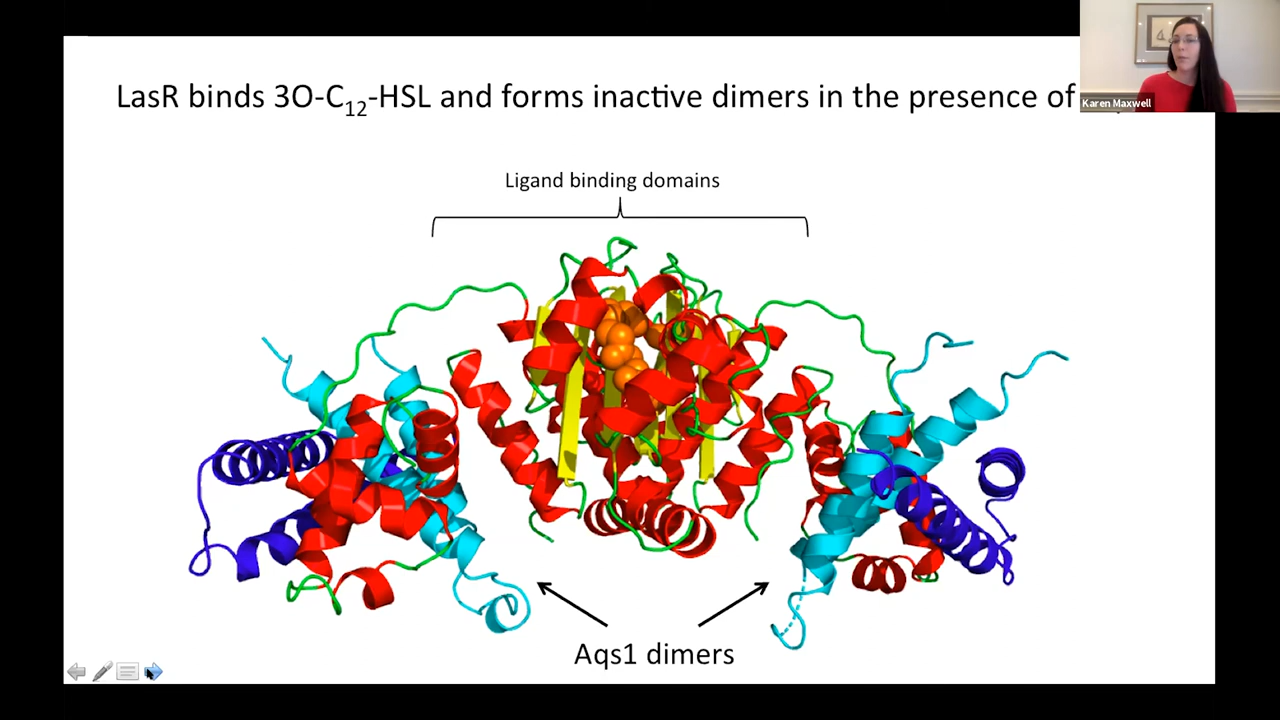 LasR binds 3O-C12-HSL and forms inactive dimers in the presence of
Karen Maxwell
Ligand binding domains
Aqs1 dimers